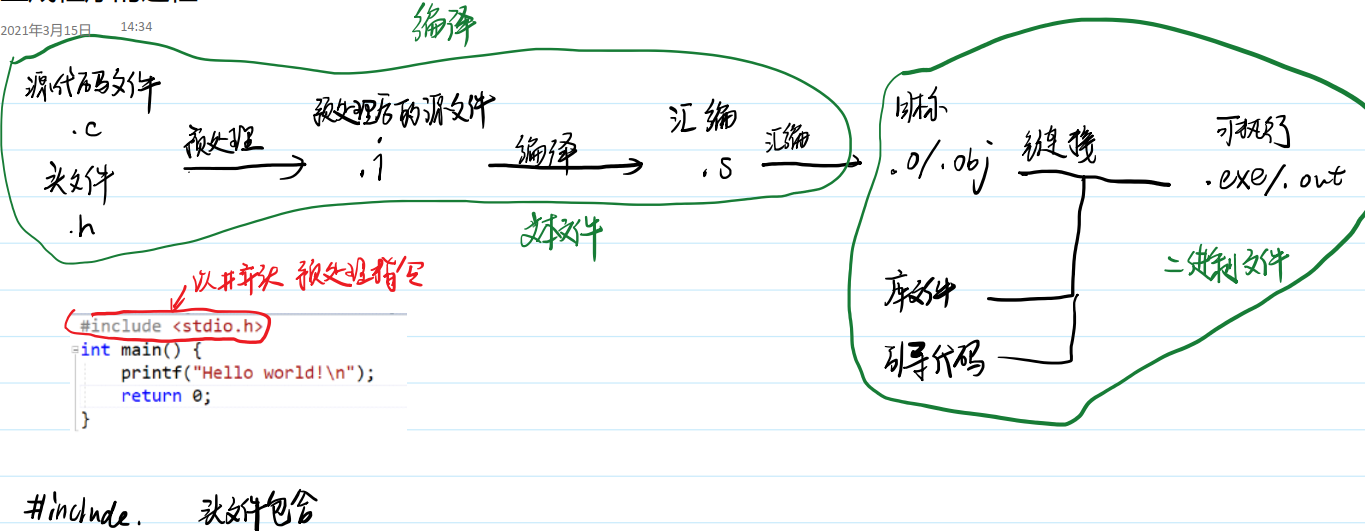 2021年3月15日 14:34
编译
源代码文件
.c
头文件
.h
预处理
预处理后的源文件
.i
编译
汇编
.s
汇编
文本文件
目标
.o/.obj
链接
可执行
.exe/.out
库文件
引导代码
二进制文件
以#开头 预处理指令
#include <stdio.h>
int main() {
printf("Hello world!\n");
return 0;
}
#include. 头文件包含